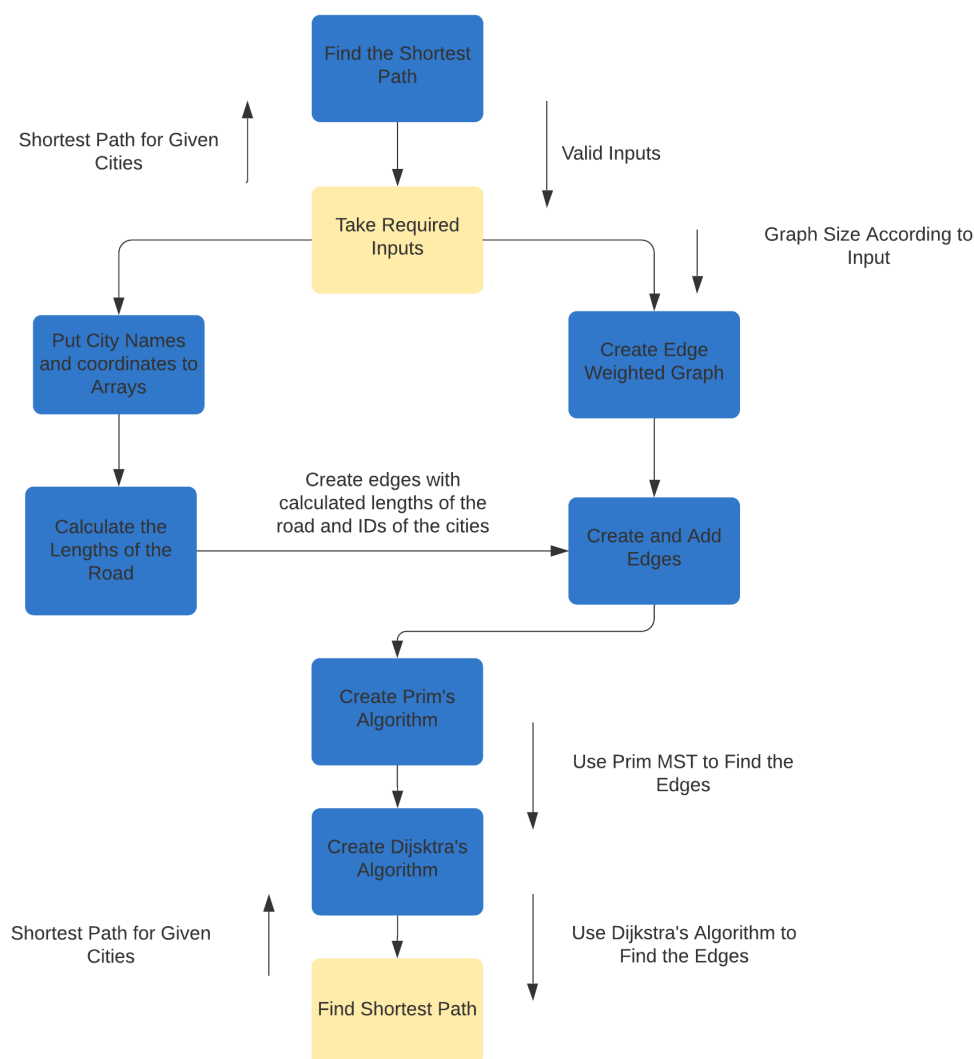 Find the Shortest
Path
Shortest Path for Given
Cities
Valid Inputs
Take Required
Inputs
Graph Size According to
Input
Put City Names
and coordinates to
Arrays
Create Edge
Weighted Graph
Create edges with
calculated lengths of the
road and IDs of the cities
Calculate the
Lengths of the
Road
Create and Add
Edges
Create Prim's
Algorithm
Use Prim MST to Find the
Edges
Create Dijsktra's
Algorithm
Shortest Path for Given
Cities
Use Dijkstra's Algorithm to
Find the Edges
Find Shortest Path